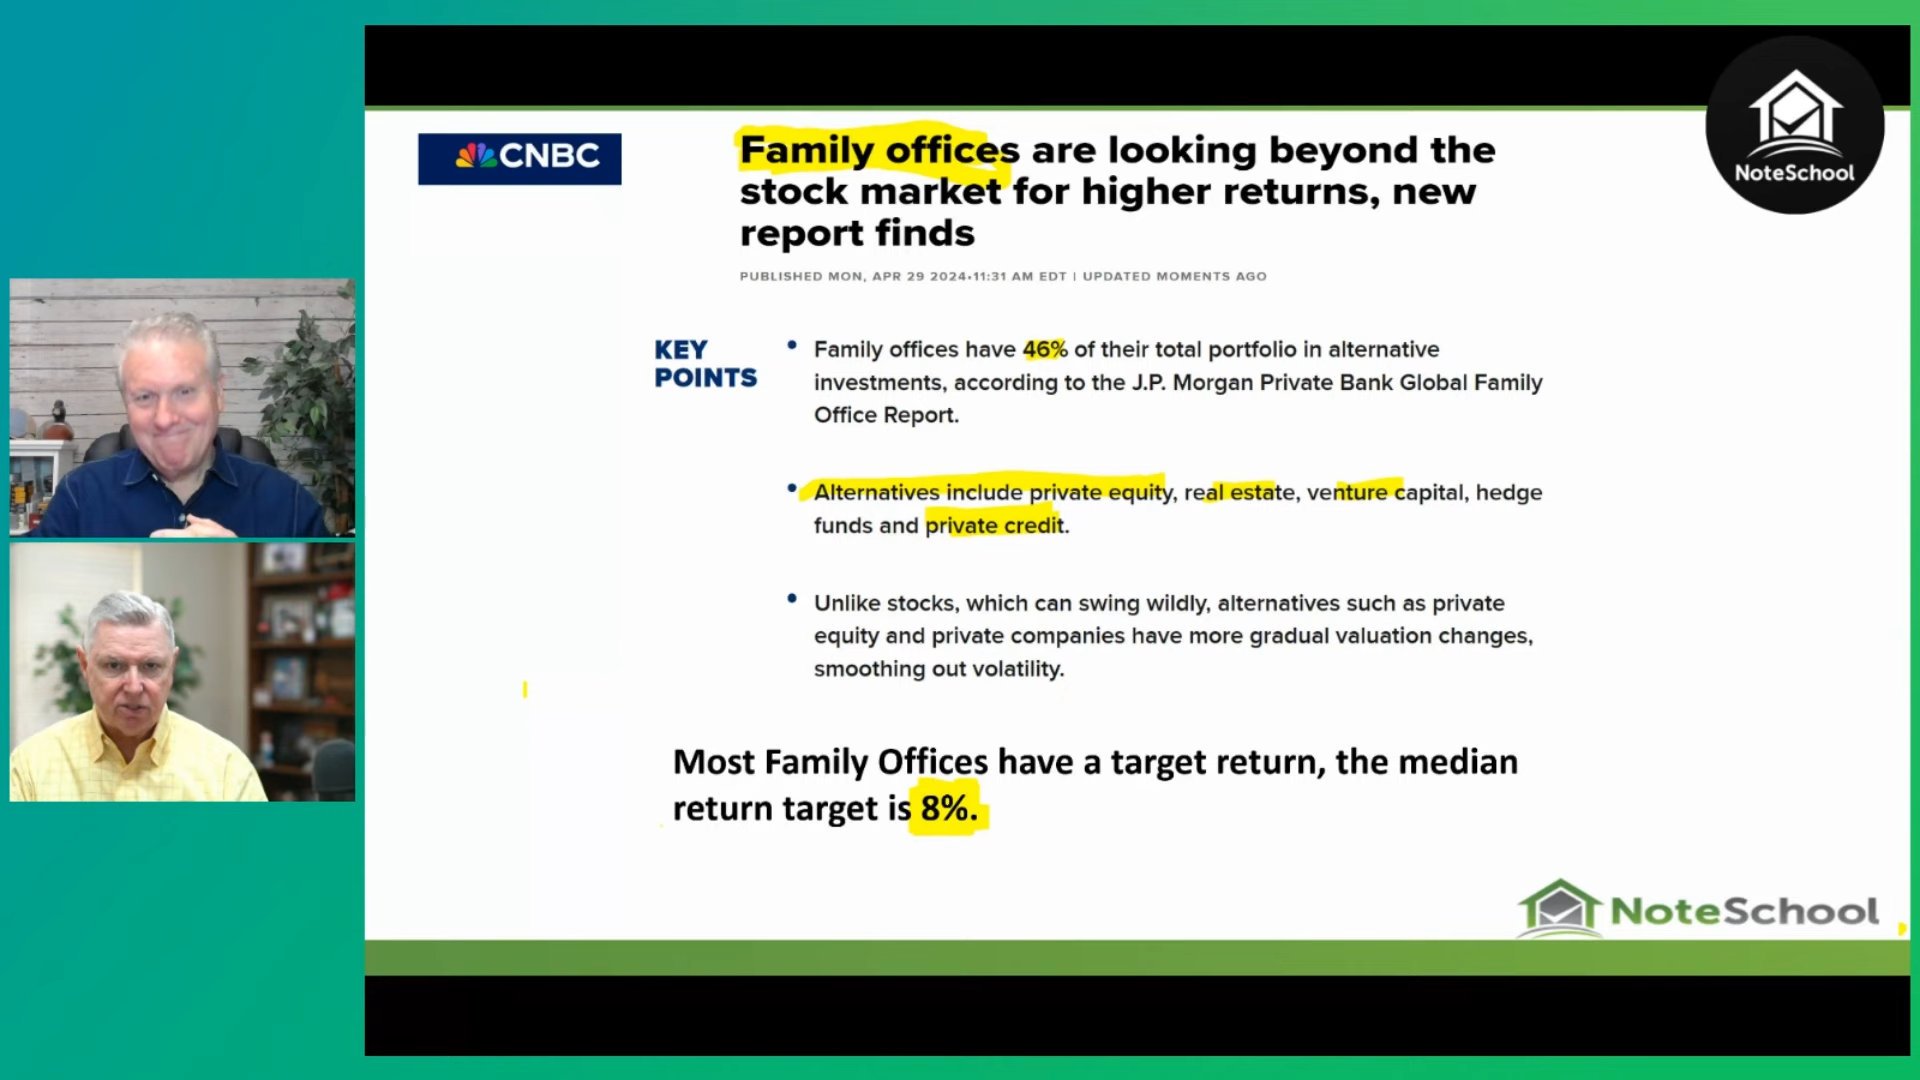 CNBC
Family offices are looking beyond the
stock market for higher returns, new
report finds
PUBLISHED MON, APR 29 2024•11:31 AM EDT | UPDATED MOMENTS AGO
NoteSchool
KEY
POINTS
• Family offices have 46% of their total portfolio in alternative
investments, according to the J.P. Morgan Private Bank Global Family
Office Report.
• Alternatives include private equity, real estate, venture capital, hedge
funds and private credit.
• Unlike stocks, which can swing wildly, alternatives such as private
equity and private companies have more gradual valuation changes,
smoothing out volatility.
Most Family Offices have a target return, the median
return target is 8%.
NoteSchool